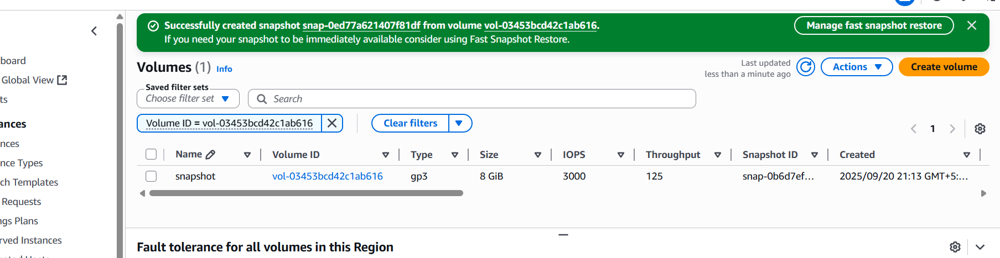 Successfully created snapshot snap-0ed77a621407f81df from volume vol-03453bcd42c1ab616.
If you need your snapshot to be immediately available consider using Fast Snapshot Restore.
Manage fast snapshot restore
board
Global View
ts
ances
nces
nce Types
ch Templates
Requests
ngs Plans
rved Instances
Volumes (1) Info
Last updated
less than a minute ago
Actions
Create volume
Saved filter sets
Choose filter set
Search
Volume ID = vol-03453bcd42c1ab616
Clear filters
1
Name Volume ID Type Size IOPS Throughput Snapshot ID Created
snapshot vol-03453bcd42c1ab616 gp3 8 GiB 3000 125 snap-0b6d7ef... 2025/09/20 21:13 GMT+5:...
Fault tolerance for all volumes in this Region